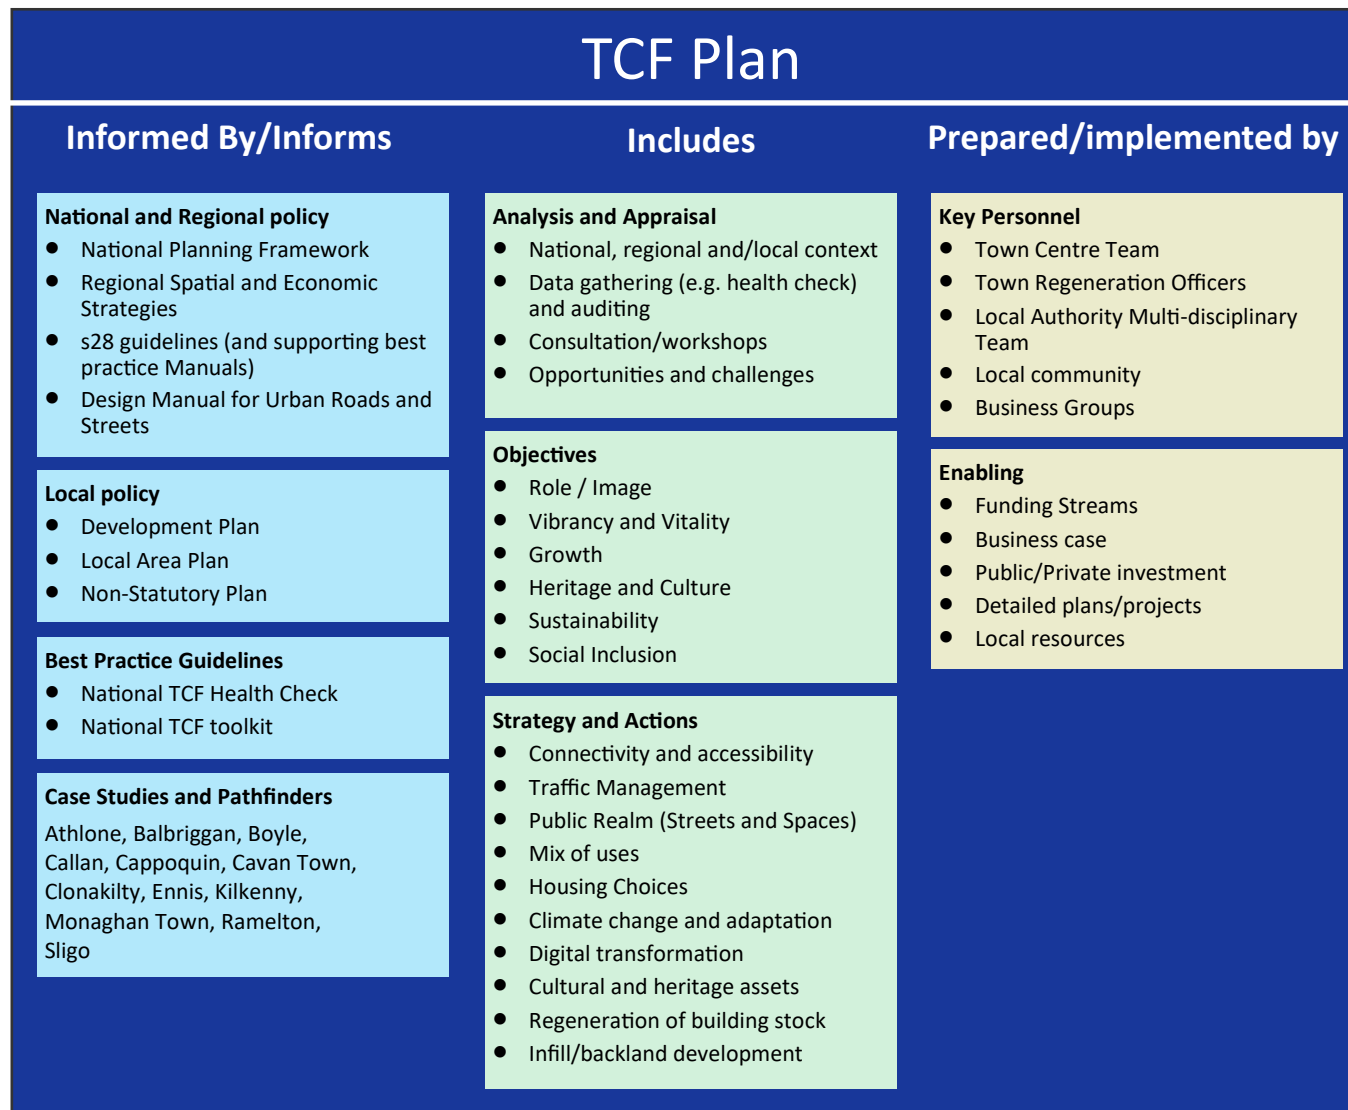 TCF Plan
Informed By/Informs
National and Regional policy
● National Planning Framework
● Regional Spatial and Economic
Strategies
● s28 guidelines (and supporting best
practice Manuals)
● Design Manual for Urban Roads and
Streets
Local policy
● Development Plan
● Local Area Plan
● Non-Statutory Plan
Best Practice Guidelines
● National TCF Health Check
● National TCF toolkit
Case Studies and Pathfinders
Athlone, Balbriggan, Boyle,
Callan, Cappoquin, Cavan Town,
Clonakilty, Ennis, Kilkenny,
Monaghan Town, Ramelton,
Sligo
Includes
Analysis and Appraisal
● National, regional and/local context
● Data gathering (e.g. health check)
and auditing
● Consultation/workshops
● Opportunities and challenges
Objectives
● Role / Image
● Vibrancy and Vitality
● Growth
● Heritage and Culture
● Sustainability
● Social Inclusion
Strategy and Actions
● Connectivity and accessibility
● Traffic Management
● Public Realm (Streets and Spaces)
● Mix of uses
● Housing Choices
● Climate change and adaptation
● Digital transformation
● Cultural and heritage assets
● Regeneration of building stock
● Infill/backland development
Prepared/implemented by
Key Personnel
● Town Centre Team
● Town Regeneration Officers
● Local Authority Multi-disciplinary
Team
● Local community
● Business Groups
Enabling
● Funding Streams
● Business case
● Public/Private investment
● Detailed plans/projects
● Local resources